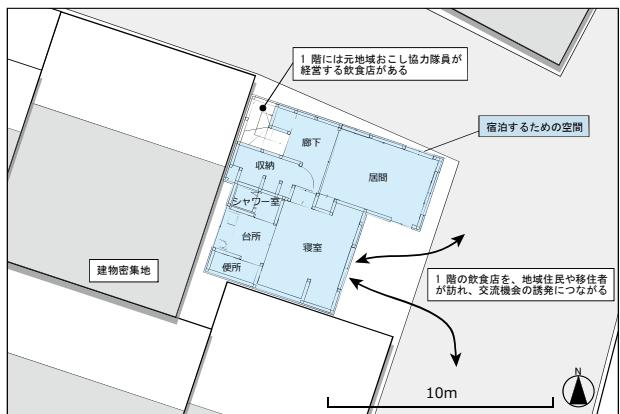 1 階には元地域おこし協力隊員が
経営する飲食店がある
宿泊するための空間
廊下
収納
居間
シャワー室
台所
寝室
便所
建物密集地
1 階の飲食店を、地域住民や移住者
が訪れ、交流機会の誘発につながる
10m
N